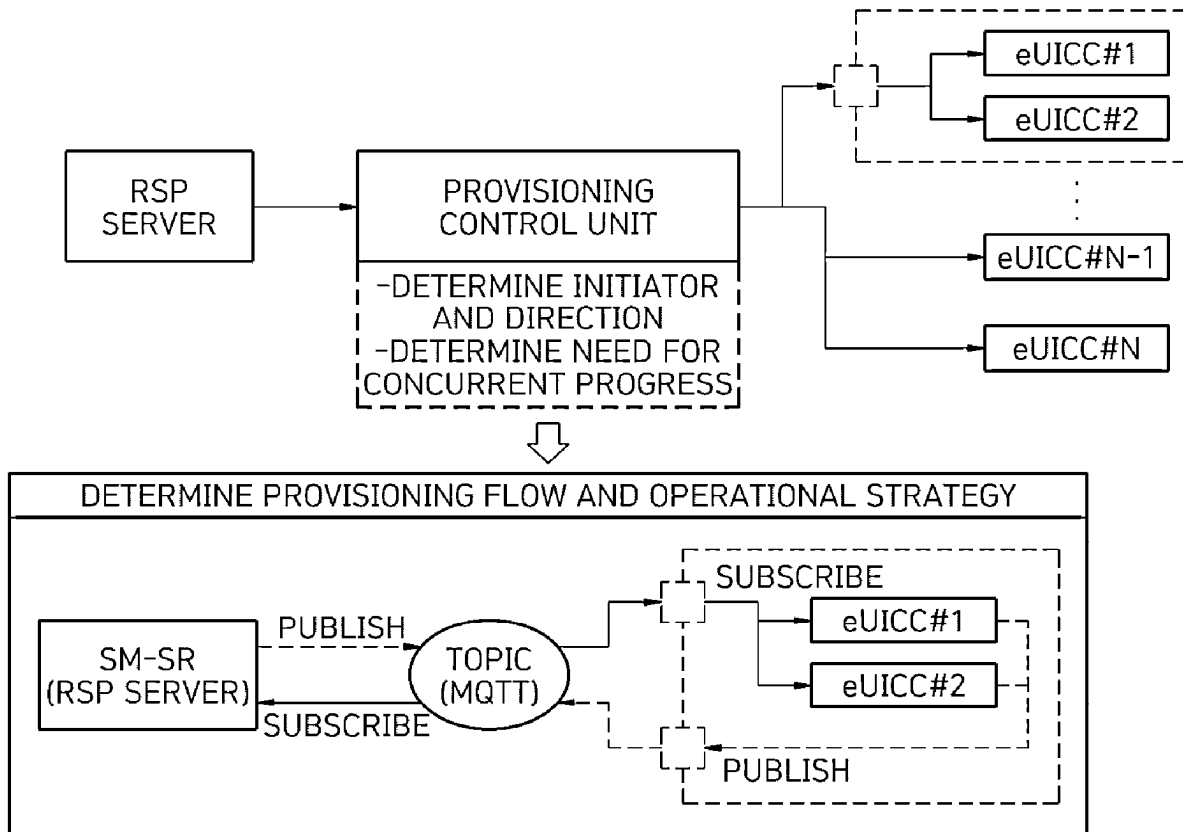 eUICC#1
eUICC#2
RSP
SERVER
PROVISIONING
CONTROL UNIT
-DETERMINE INITIATOR
AND DIRECTION
-DETERMINE NEED FOR
CONCURRENT PROGRESS
eUICC#N-1
eUICC#N
DETERMINE PROVISIONING FLOW AND OPERATIONAL STRATEGY
SM-SR
(RSP SERVER)
PUBLISH
SUBSCRIBE
TOPIC
(MQTT)
SUBSCRIBE
eUICC#1
eUICC#2
PUBLISH